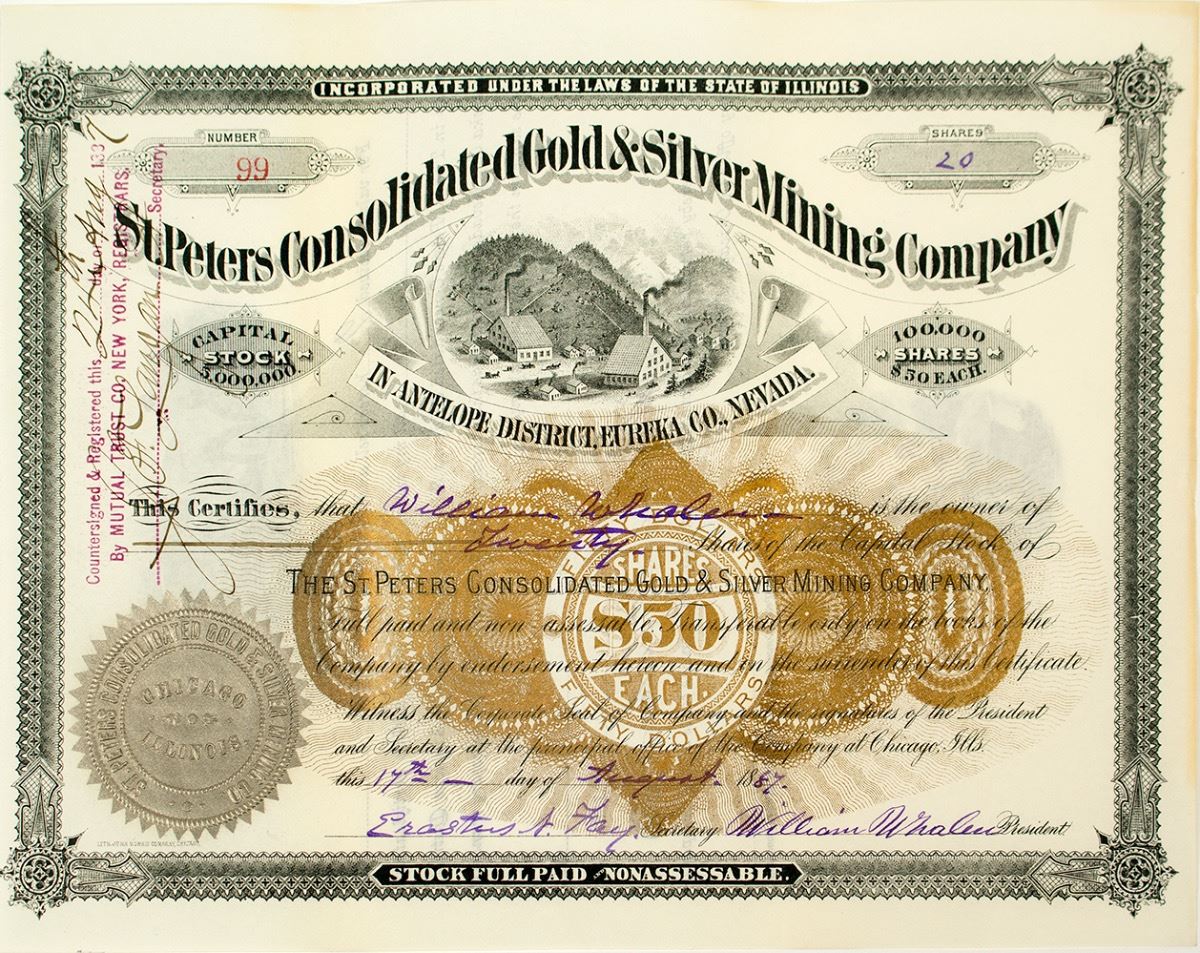 INCORPORATED UNDER THE LAWS OF THE STATE OF ILLINOIS
NUMBER
99
SHARES
20
St. Peters Consolidated Gold & Silver Mining Company
CAPITAL
STOCK
5,000,000.
100.000
SHARES
$50 EACH.
IN ANTELOPE DISTRICT, EUREKA CO., NEVADA.
This Certifies, that William Whalen is the owner of
Twenty Shares of the Capital Stock of
THE ST. PETERS CONSOLIDATED GOLD & SILVER MINING COMPANY,
full paid and non-assessable, Transferable only on the books of the
Company by endorsement hereon and on the surrender of this Certificate.
Witness the Corporate Seal of Company and the signatures of the President
and Secretary at the principal office of the Company at Chicago, Ills.
this 17th day of August 1887.
Erastus A. Fay, Secretary William Whalen President
SHARES
$50
EACH.
FIFTY DOLLARS
ST. PETERS CONSOLIDATED GOLD & SILVER MINING CO
CHICAGO
ILLINOIS.
Countersigned & Registered this day of Aug 1887
By MUTUAL TRUST CO. NEW YORK, REGISTRARS,
Secretary.
STOCK FULL PAID AND NONASSESSABLE.